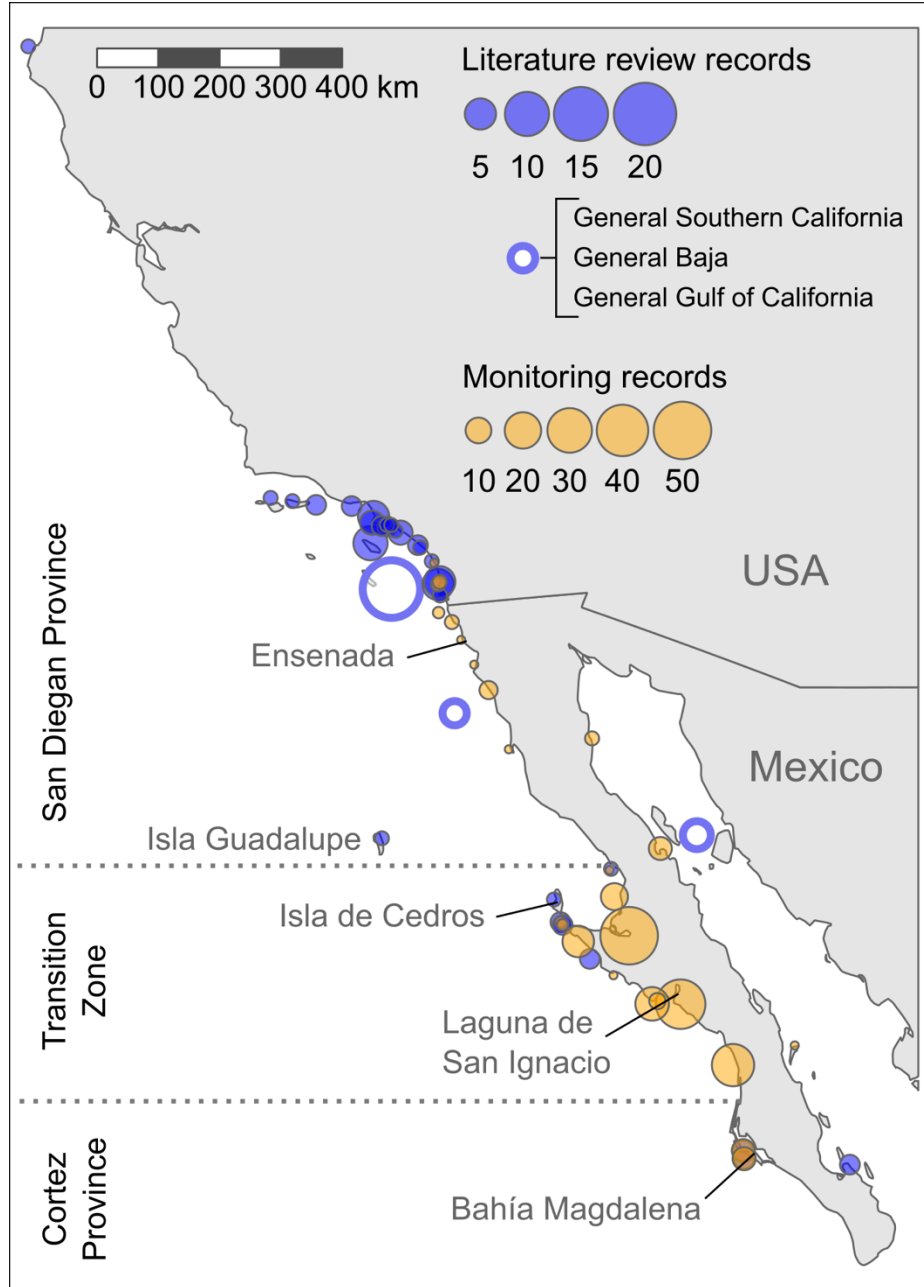 Literature review records
0 100 200 300 400 km
5 10 15 20
General Southern California
General Baja
General Gulf of California
Monitoring records
10 20 30 40 50
USA
San Diegan Province
Ensenada
Mexico
Isla Guadalupe
Isla de Cedros
Transition
Zone
Laguna de
San Ignacio
Cortez
Province
Bahía Magdalena